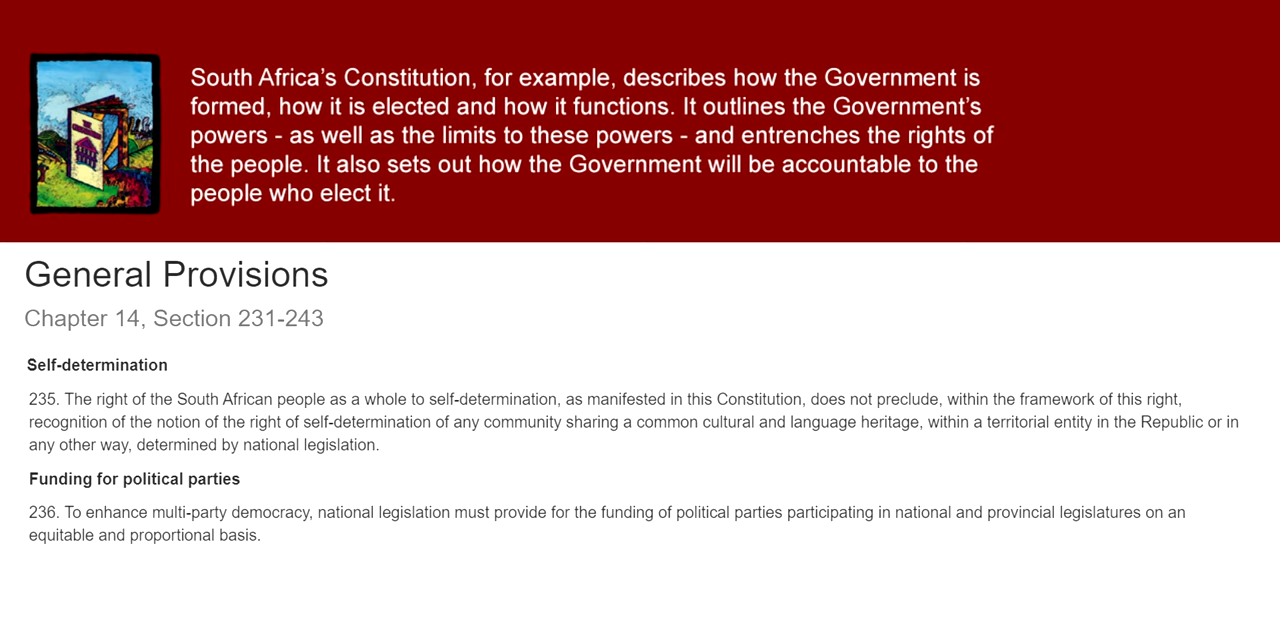 South Africa's Constitution, for example, describes how the Government is
formed, how it is elected and how it functions. It outlines the Government's
powers - as well as the limits to these powers - and entrenches the rights of
the people. It also sets out how the Government will be accountable to the
people who elect it.
General Provisions
Chapter 14, Section 231-243
Self-determination
235. The right of the South African people as a whole to self-determination, as manifested in this Constitution, does not preclude, within the framework of this right,
recognition of the notion of the right of self-determination of any community sharing a common cultural and language heritage, within a territorial entity in the Republic or in
any other way, determined by national legislation.
Funding for political parties
236. To enhance multi-party democracy, national legislation must provide for the funding of political parties participating in national and provincial legislatures on an
equitable and proportional basis.